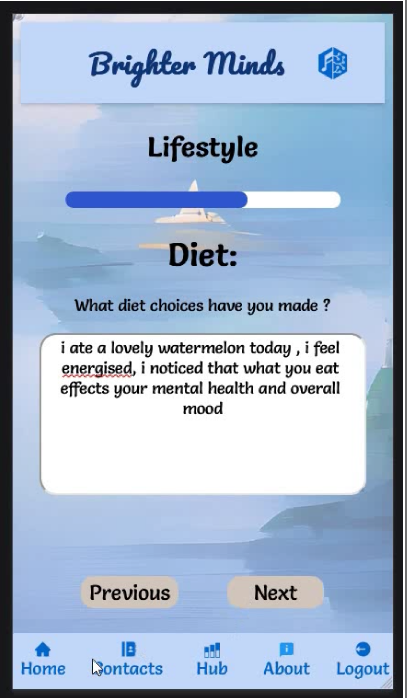 Brighter Minds
Lifestyle
Diet:
What diet choices have you made ?
i ate a lovely watermelon today , i feel
energised, i noticed that what you eat
effects your mental health and overall
mood
Previous Next
Home Contacts Hub About Logout